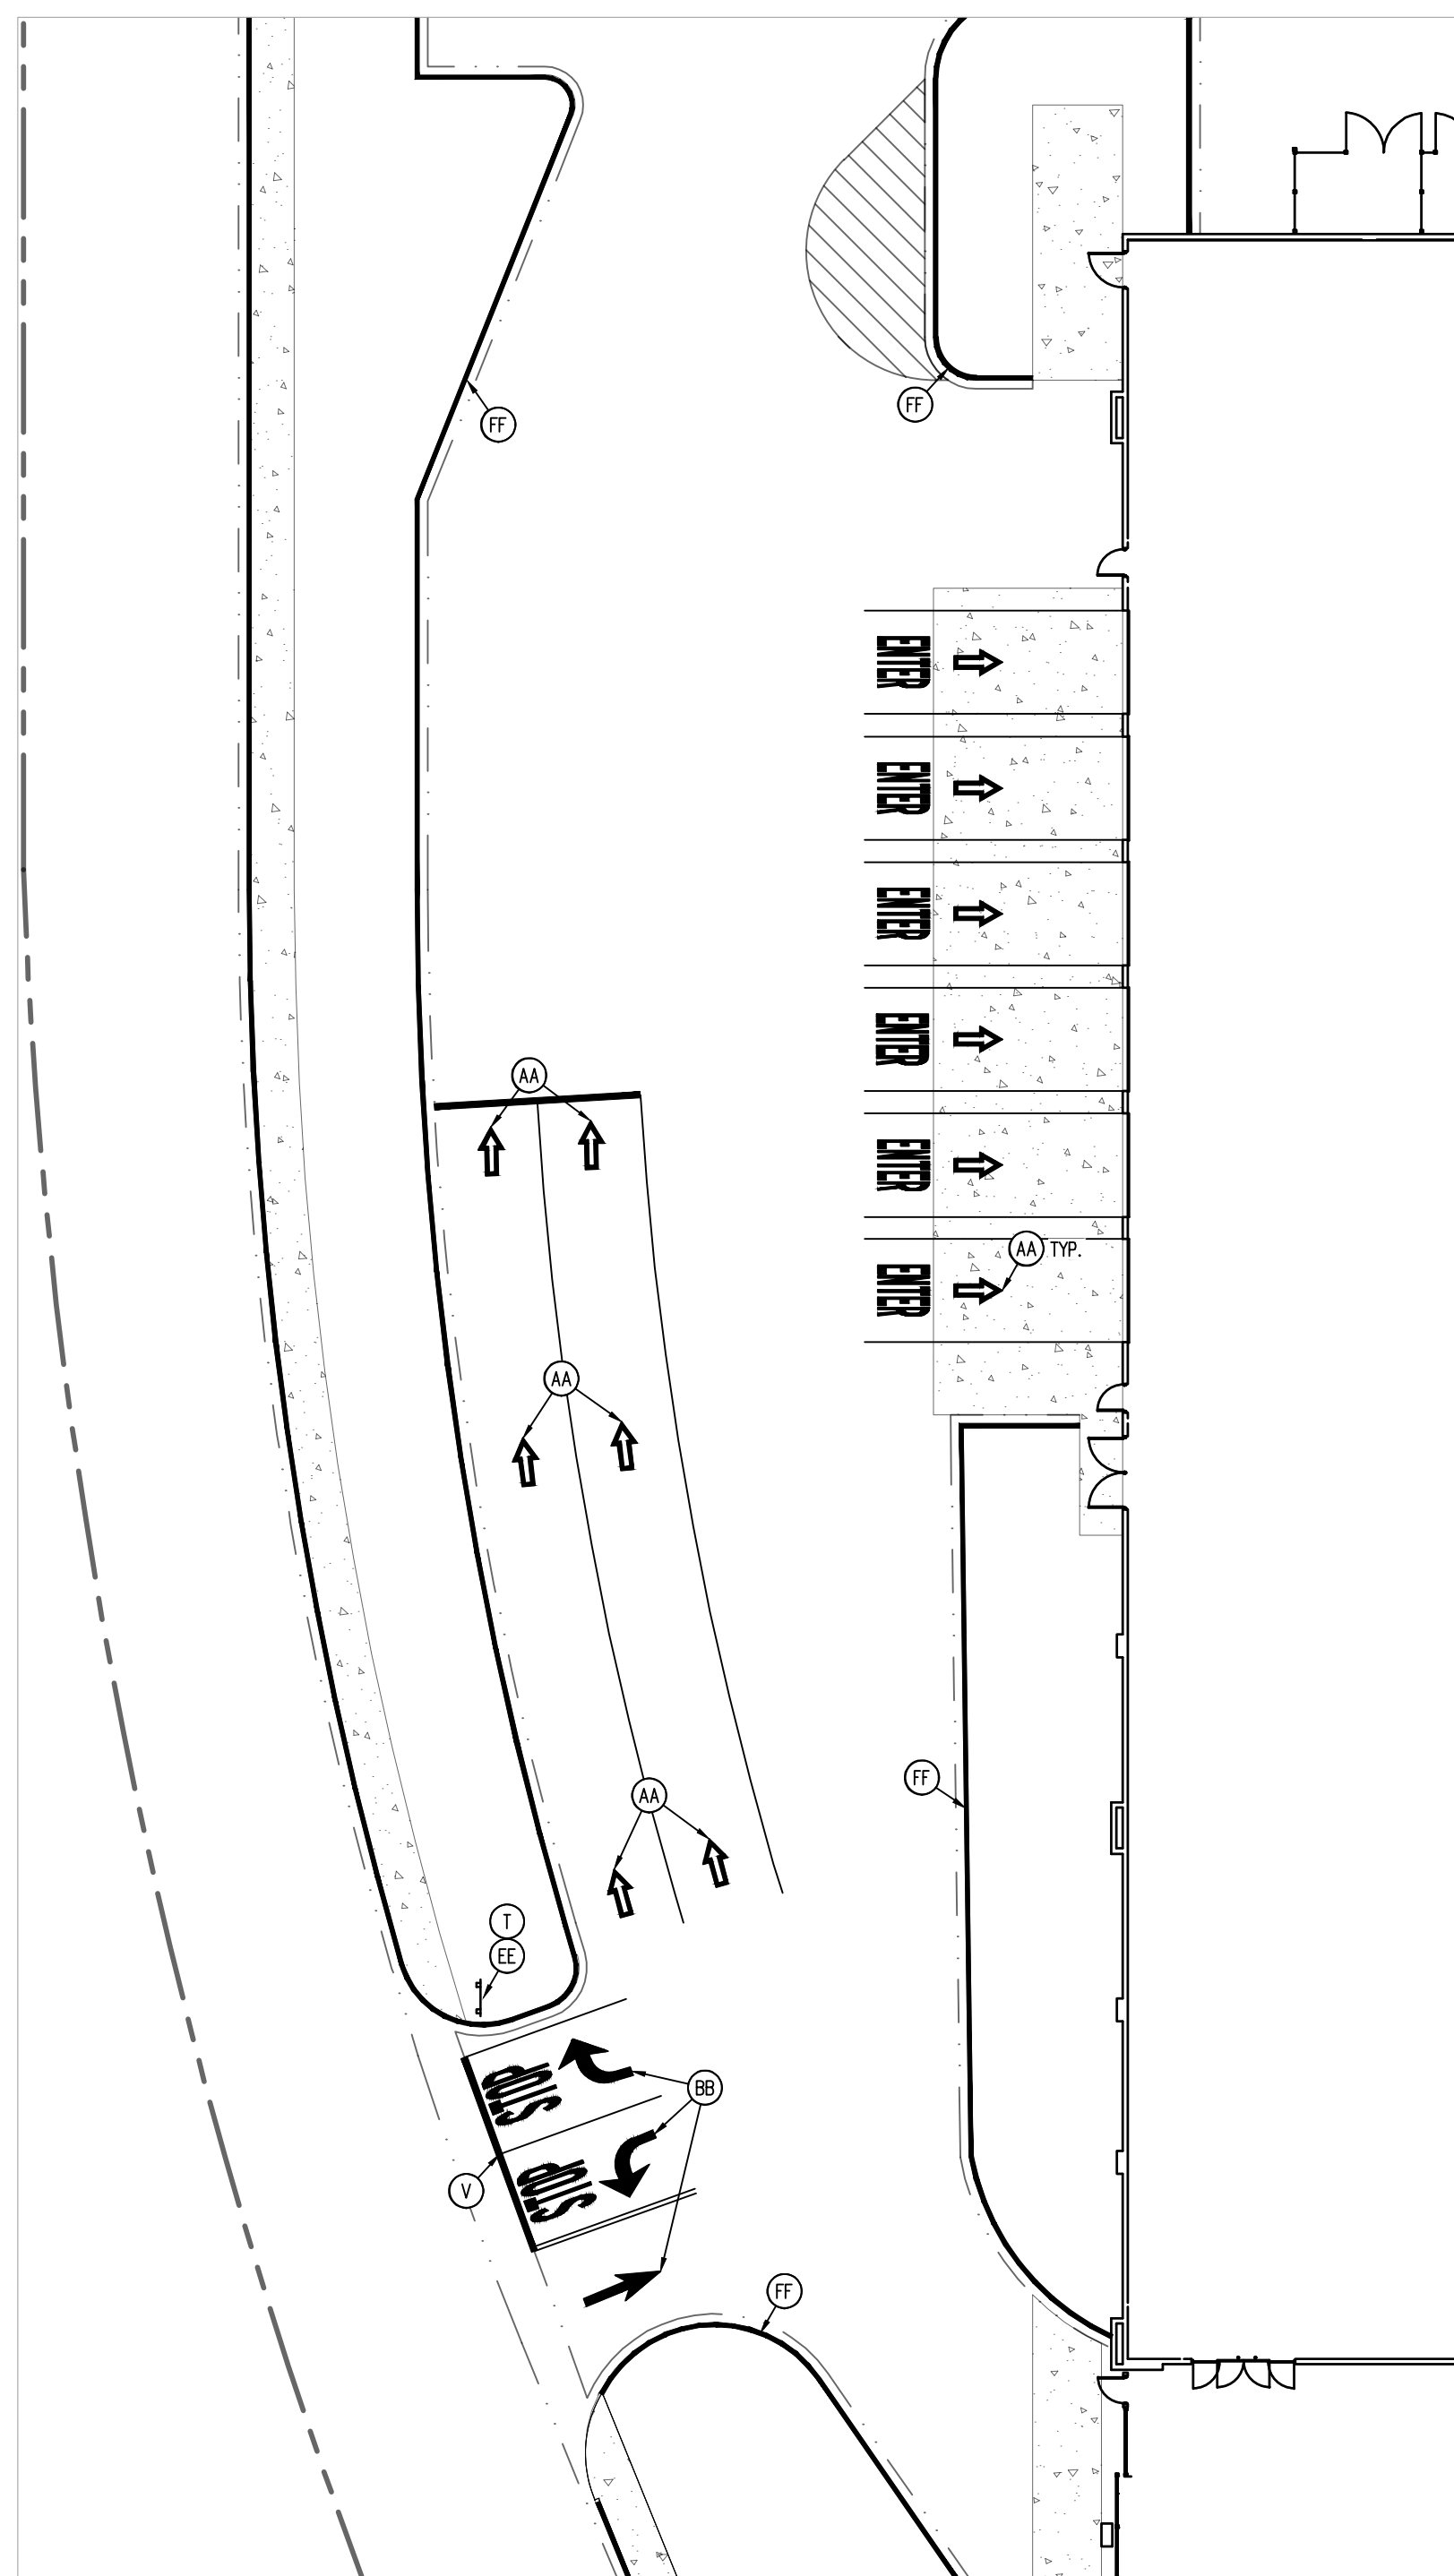 FF
FF
ENTER
ENTER
ENTER
ENTER
AA
ENTER
AA TYP.
ENTER
AA
FF
AA
T
EE
STOP
BB
STOP
V
FF